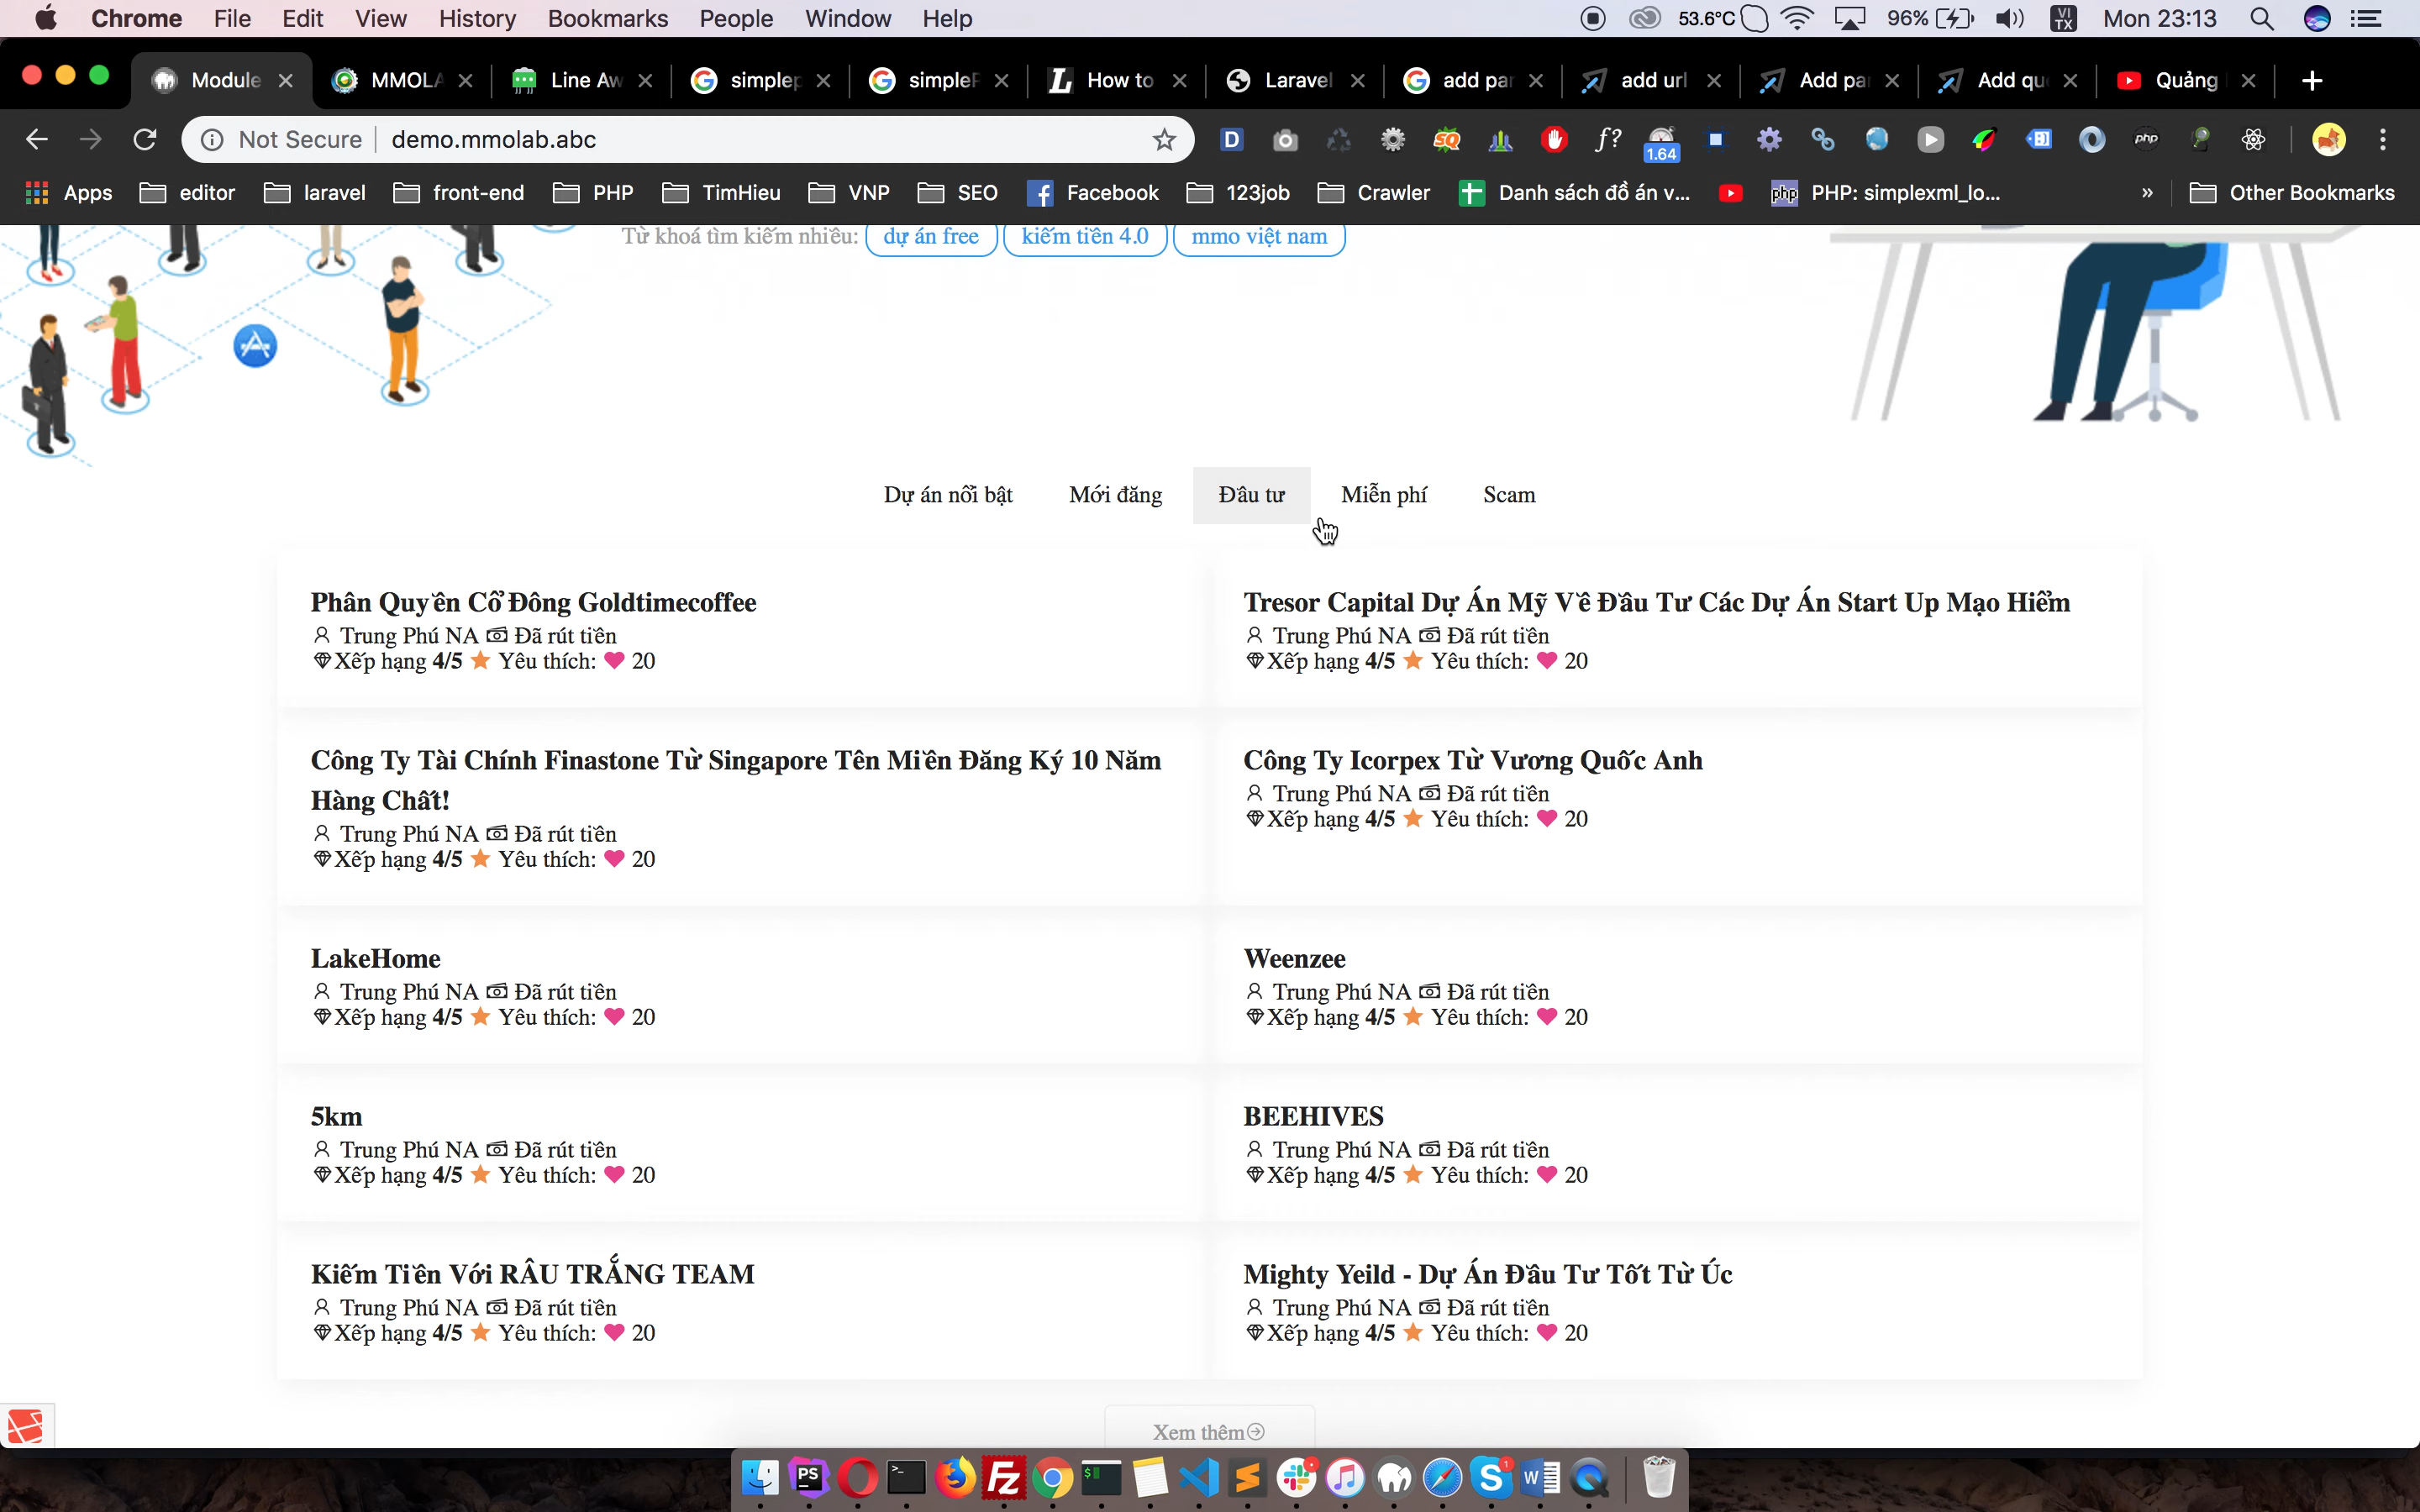 Chrome File Edit View History Bookmarks People Window Help 53.6°C 96% VI TX Mon 23:13
Module MMOLA Line Aw simplep simpleP How to Laravel add par add url Add pa Add qu Quảng
Not Secure demo.mmolab.abc 1.64
Apps editor laravel front-end PHP TimHieu VNP SEO Facebook 123job Crawler Danh sách đồ án v... PHP: simplexml_lo... » Other Bookmarks
Từ khoá tìm kiếm nhiều: dự án free kiếm tiền 4.0 mmo việt nam
Dự án nổi bật Mới đăng Đầu tư Miễn phí Scam
Phân Quyền Cổ Đông Goldtimecoffee
Trung Phú NA Đã rút tiền
Xếp hạng 4/5 Yêu thích: 20
Tresor Capital Dự Án Mỹ Về Đầu Tư Các Dự Án Start Up Mạo Hiểm
Trung Phú NA Đã rút tiền
Xếp hạng 4/5 Yêu thích: 20
Công Ty Tài Chính Finastone Từ Singapore Tên Miền Đăng Ký 10 Năm
Hàng Chất!
Trung Phú NA Đã rút tiền
Xếp hạng 4/5 Yêu thích: 20
Công Ty Icorpex Từ Vương Quốc Anh
Trung Phú NA Đã rút tiền
Xếp hạng 4/5 Yêu thích: 20
LakeHome
Trung Phú NA Đã rút tiền
Xếp hạng 4/5 Yêu thích: 20
Weenzee
Trung Phú NA Đã rút tiền
Xếp hạng 4/5 Yêu thích: 20
5km
Trung Phú NA Đã rút tiền
Xếp hạng 4/5 Yêu thích: 20
BEEHIVES
Trung Phú NA Đã rút tiền
Xếp hạng 4/5 Yêu thích: 20
Kiếm Tiền Với RÂU TRẮNG TEAM
Trung Phú NA Đã rút tiền
Xếp hạng 4/5 Yêu thích: 20
Mighty Yeild - Dự Án Đầu Tư Tốt Từ Úc
Trung Phú NA Đã rút tiền
Xếp hạng 4/5 Yêu thích: 20
Xem thêm